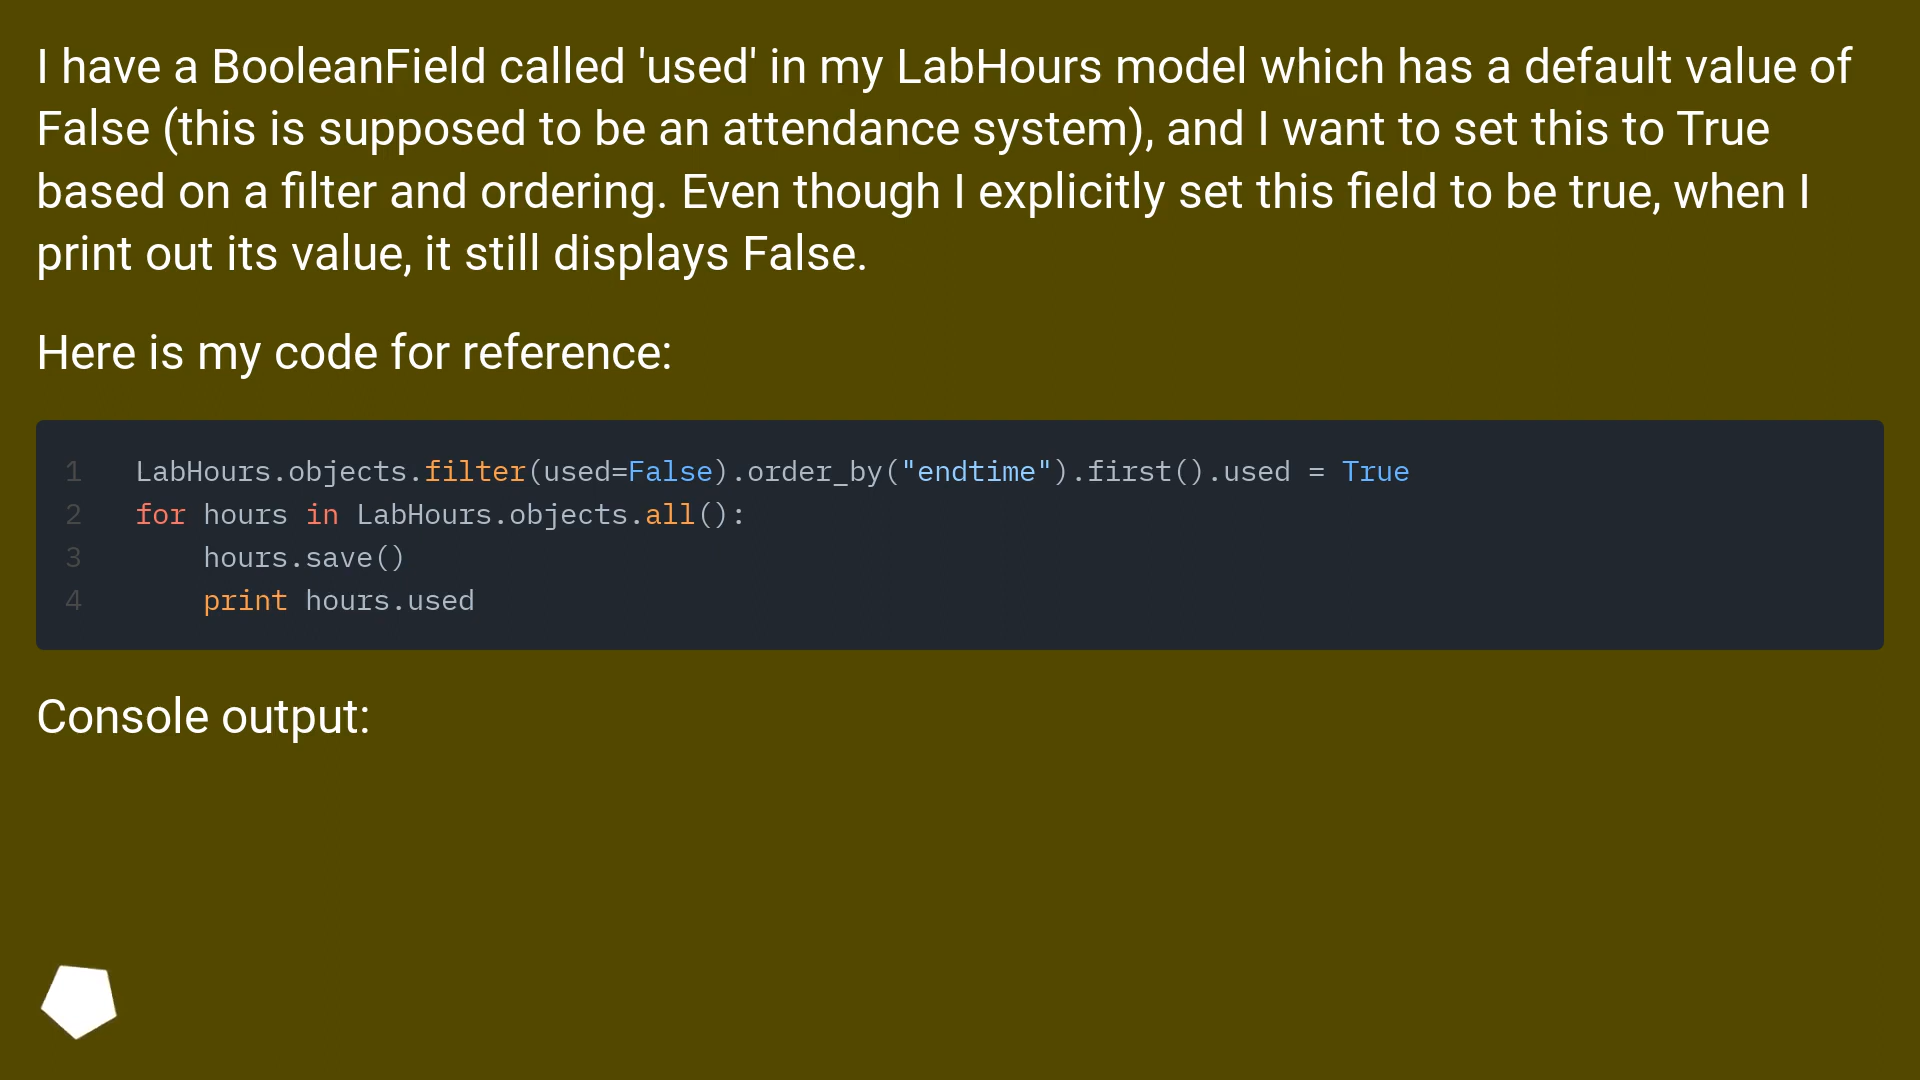 I have a BooleanField called 'used' in my LabHours model which has a default value of
False (this is supposed to be an attendance system), and I want to set this to True
based on a filter and ordering. Even though I explicitly set this field to be true, when I
print out its value, it still displays False.
Here is my code for reference:
1 LabHours.objects.filter(used=False).order_by("endtime").first().used = True
2 for hours in LabHours.objects.all():
3     hours.save()
4     print hours.used
Console output: